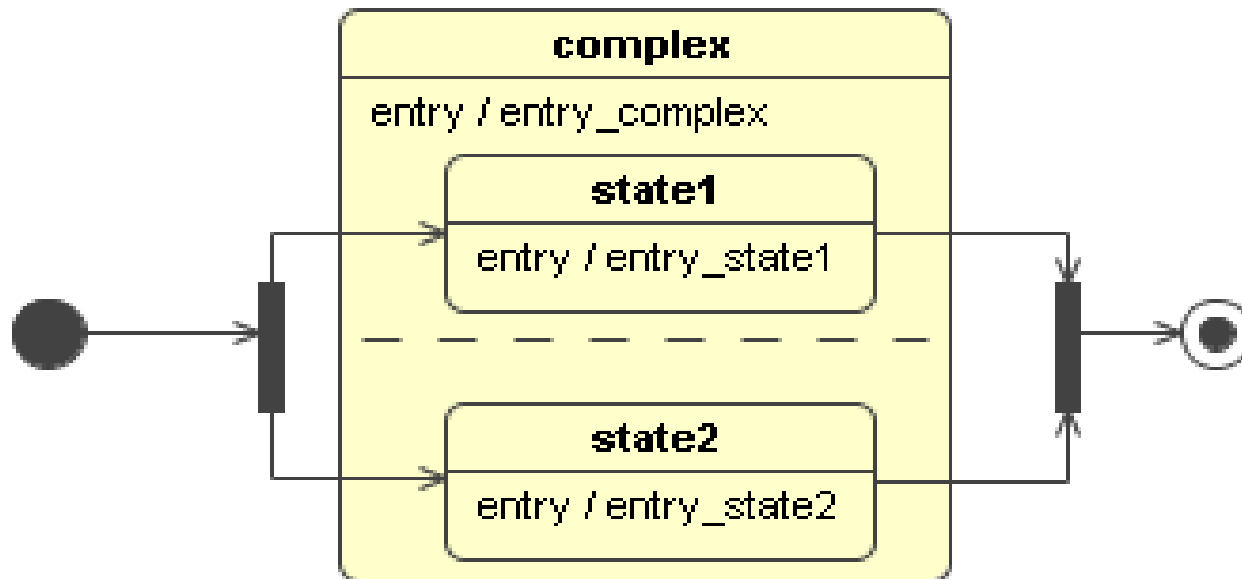 complex
entry / entry_complex
state1
entry / entry_state1
state2
entry / entry_state2